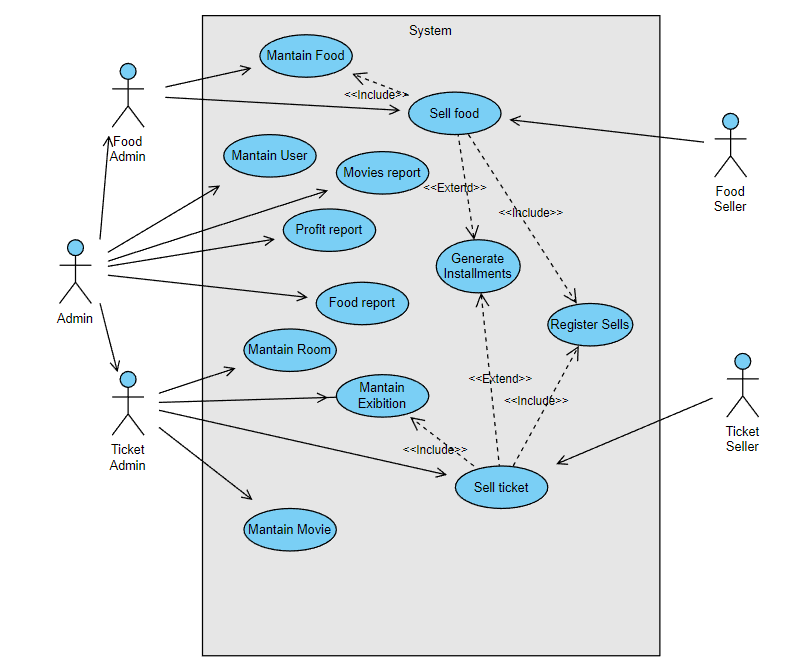 System
Mantain Food
<<Include>>
Sell food
Food
Admin
Mantain User
Movies report
<<Extend>>
Food
Seller
<<Include>>
Profit report
Generate
Installments
Admin
Food report
Register Sells
Mantain Room
<<Extend>>
Mantain
Exibition
<<Include>>
Ticket
Admin
Ticket
Seller
<<Include>>
Sell ticket
Mantain Movie